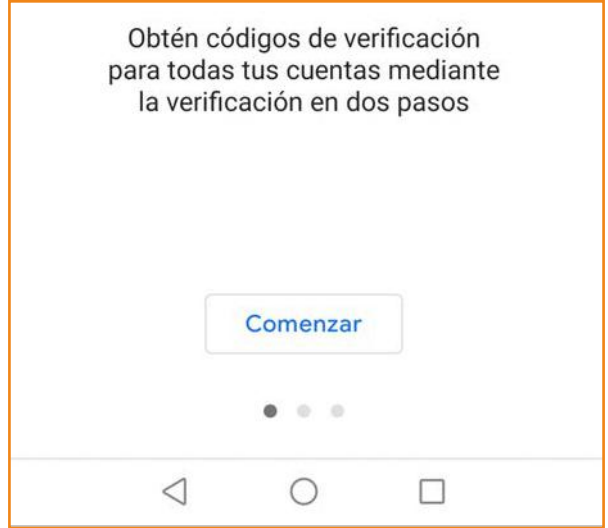 Obtén códigos de verificación
para todas tus cuentas mediante
la verificación en dos pasos
Comenzar